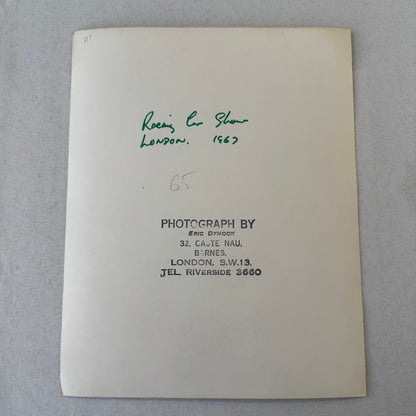 Racing Car Show
LONDON. 1967
65
PHOTOGRAPH BY
ERIC DYMOCK
32, CASTE NAU,
BARNES,
LONDON, S.W.13.
TEL. RIVERSIDE 3660